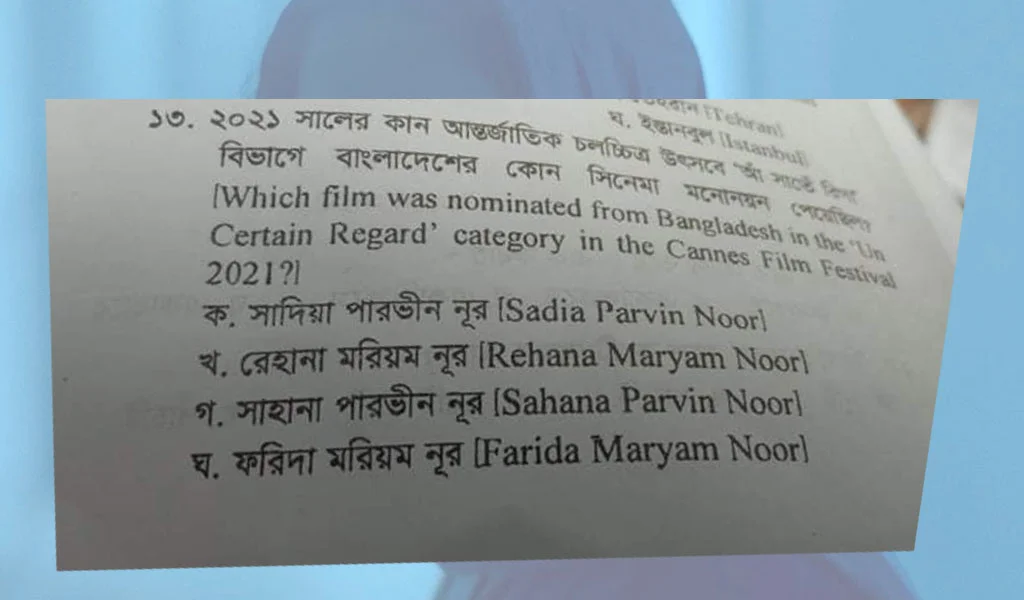 [Tehran]
ঘ. ইস্তানবুল [Istanbul]
১৩. ২০২১ সালের কান আন্তর্জাতিক চলচ্চিত্র উৎসবে 'আঁ সার্তে রিগা
বিভাগে বাংলাদেশের কোন সিনেমা মনোনয়ন পেয়েছিল?
[Which film was nominated from Bangladesh in the 'Un
Certain Regard' category in the Cannes Film Festival
2021?]
ক. সাদিয়া পারভীন নূর [Sadia Parvin Noor]
খ. রেহানা মরিয়ম নূর [Rehana Maryam Noor]
গ. সাহানা পারভীন নূর [Sahana Parvin Noor]
ঘ. ফরিদা মরিয়ম নূর [Farida Maryam Noor]